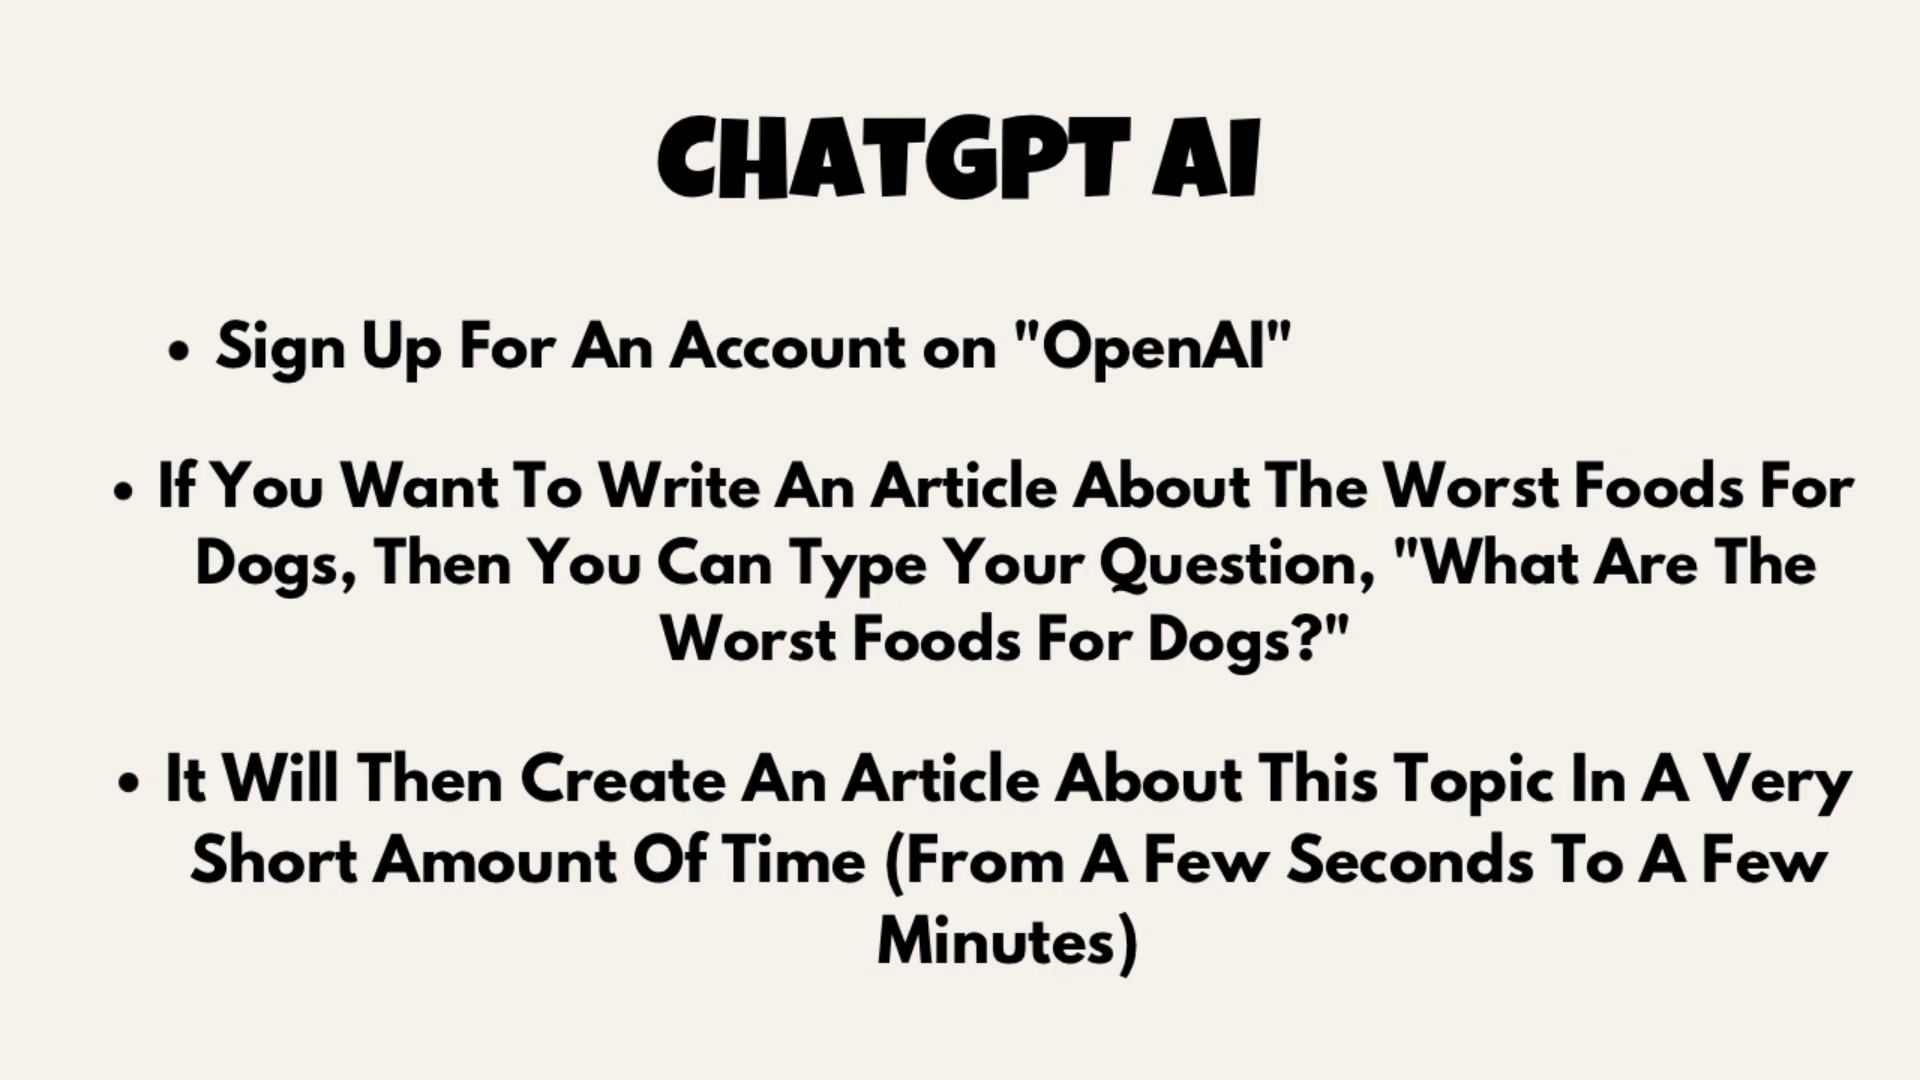 CHATGPT AI
• Sign Up For An Account on "OpenAI"
• If You Want To Write An Article About The Worst Foods For
Dogs, Then You Can Type Your Question, "What Are The
Worst Foods For Dogs?"
• It Will Then Create An Article About This Topic In A Very
Short Amount Of Time (From A Few Seconds To A Few
Minutes)